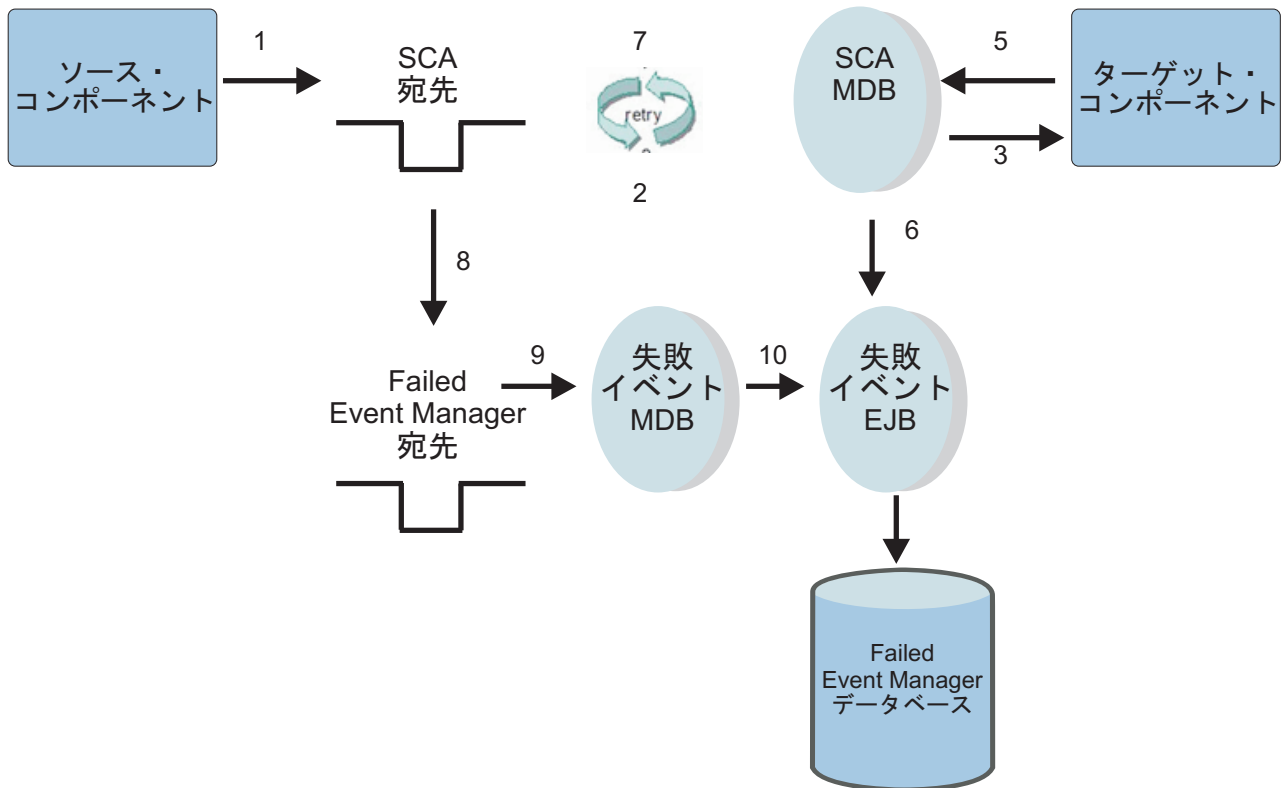 1
ソース・
コンポーネント
SCA
宛先
7
retry
2
SCA
MDB
5
3
ターゲット・
コンポーネント
8
6
Failed
Event Manager
宛先
9
失敗
イベント
MDB
10
失敗
イベント
EJB
Failed
Event Manager
データベース